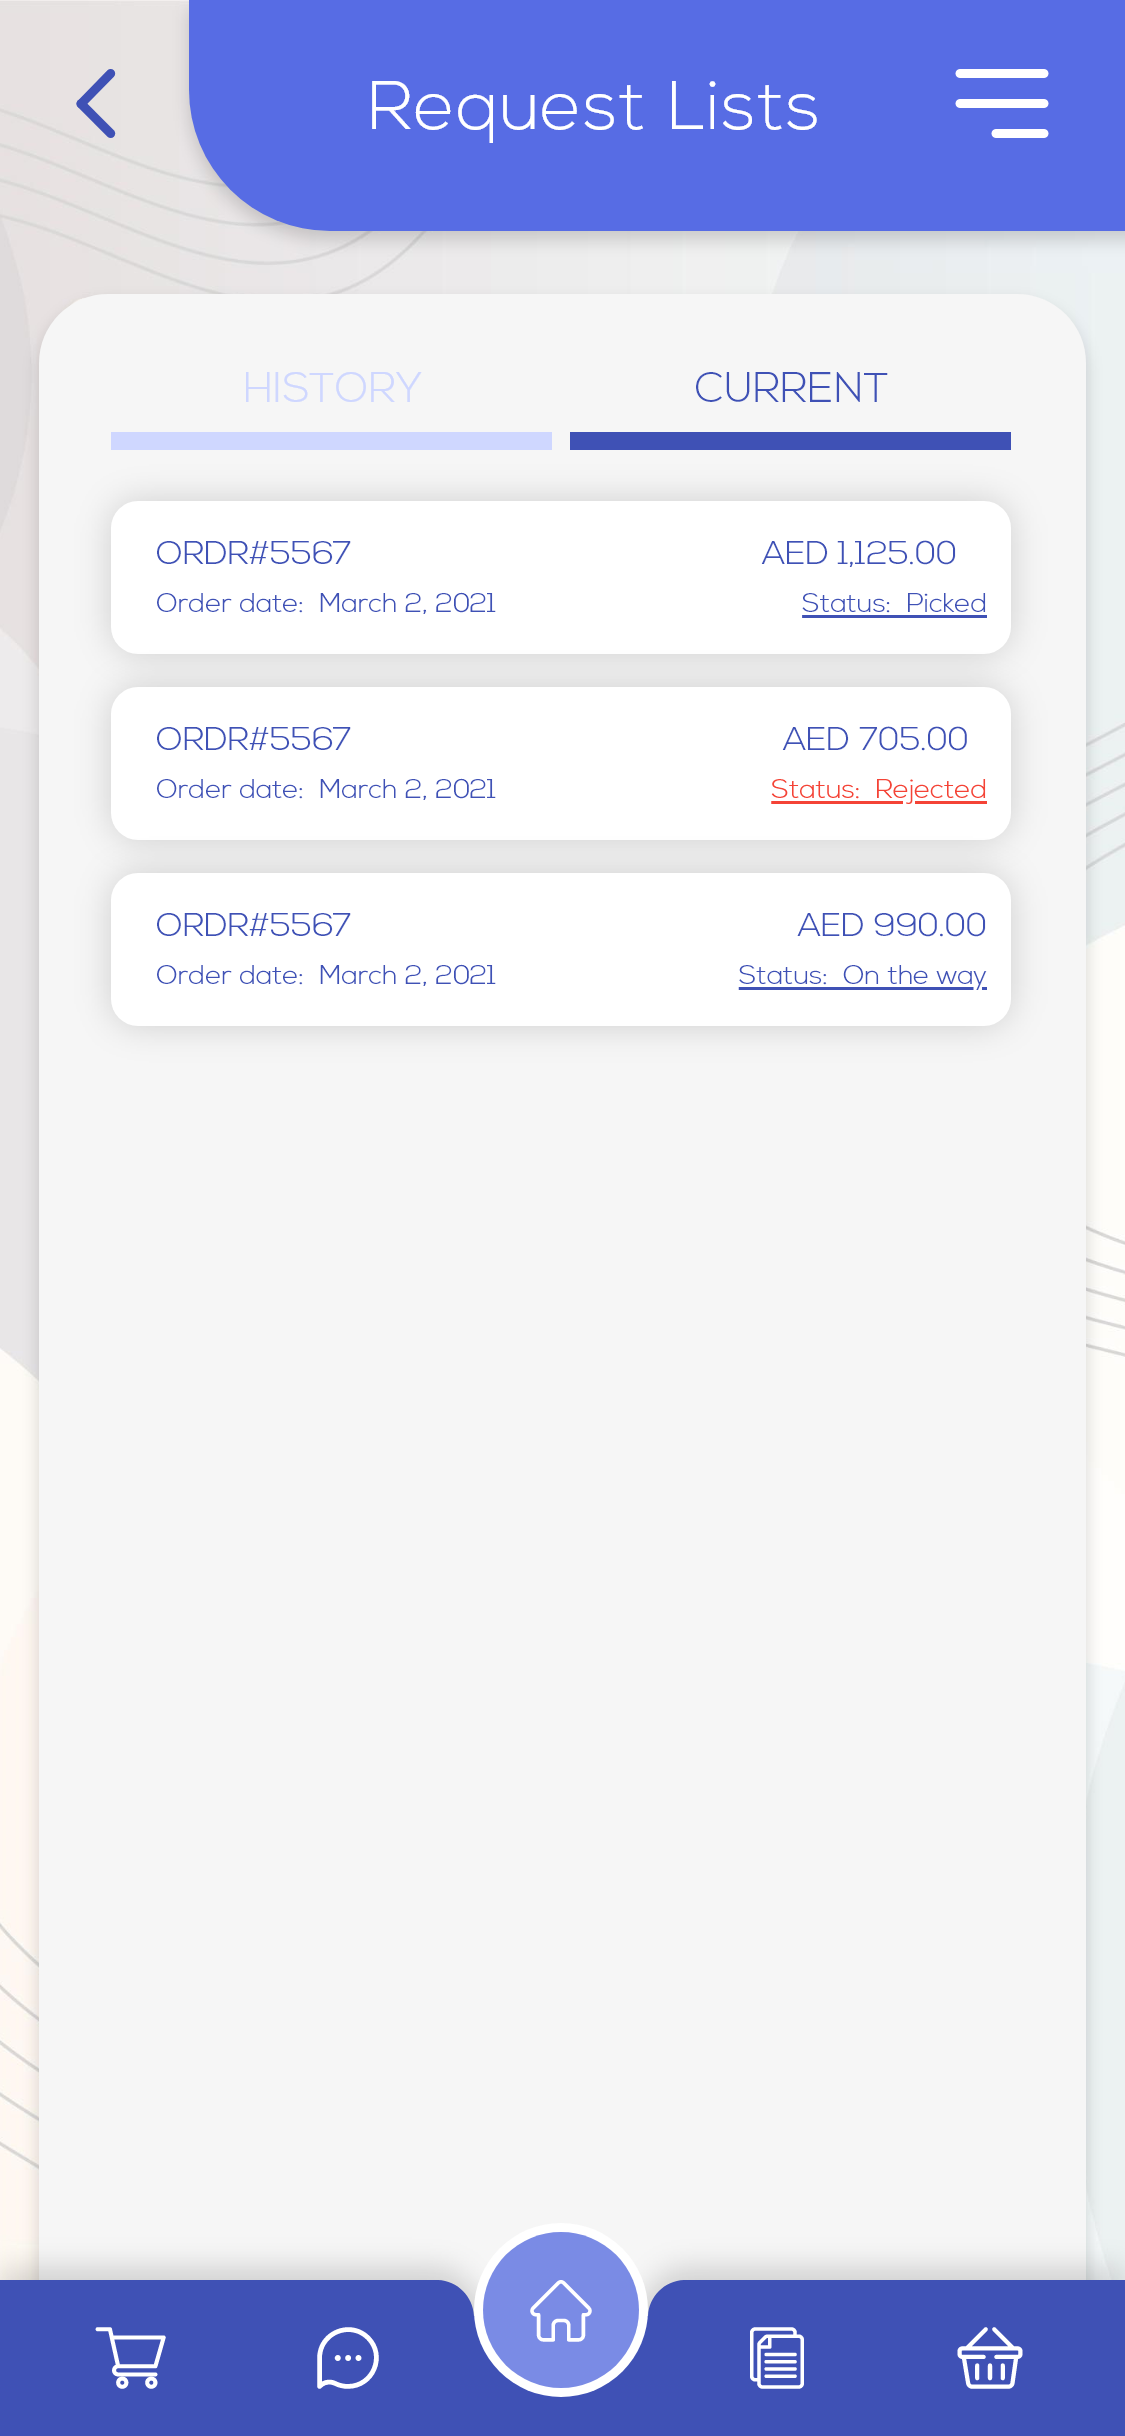 Request Lists
HISTORY
CURRENT
ORDR#5567
AED 1,125.00
Order date:  March 2, 2021
Status:  Picked
ORDR#5567
AED 705.00
Order date:  March 2, 2021
Status:  Rejected
ORDR#5567
AED 990.00
Order date:  March 2, 2021
Status:  On the way